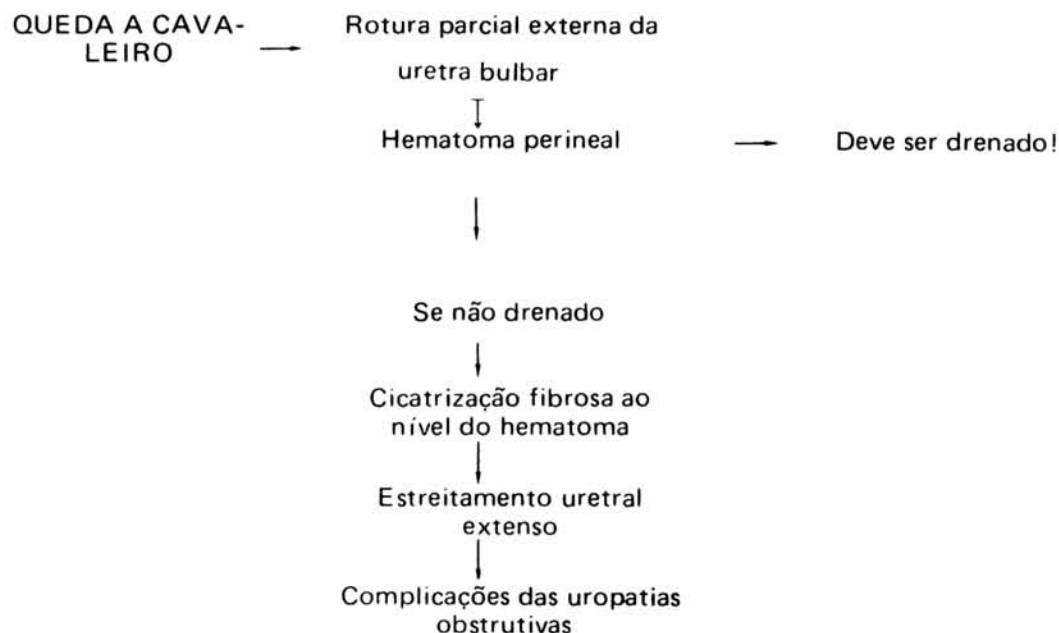 QUEDA A CAVA-
LEIRO
Rotura parcial externa da
uretra bulbar
Hematoma perineal
Deve ser drenado!
Se não drenado
Cicatrização fibrosa ao
nível do hematoma
Estreitamento uretral
extenso
Complicações das uropatias
obstrutivas